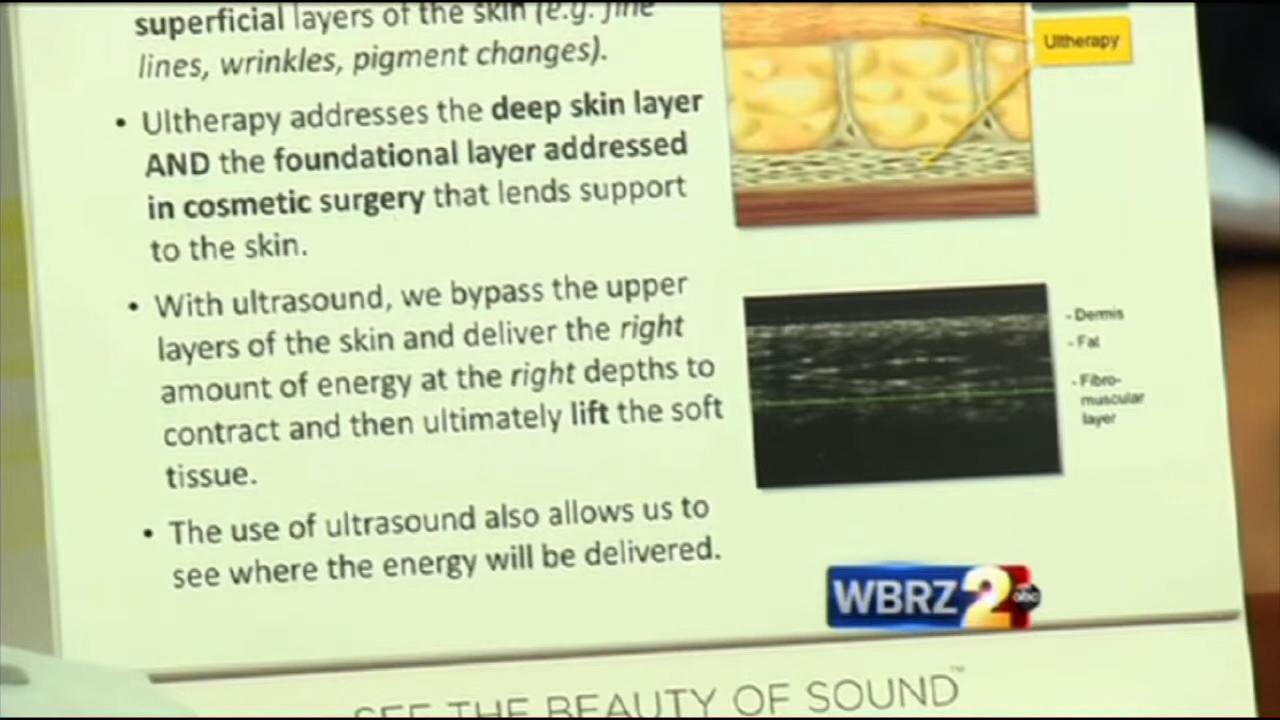 superficial layers of the skin (e.g. fine
lines, wrinkles, pigment changes).
• Ultherapy addresses the deep skin layer
AND the foundational layer addressed
in cosmetic surgery that lends support
to the skin.
• With ultrasound, we bypass the upper
layers of the skin and deliver the right
amount of energy at the right depths to
contract and then ultimately lift the soft
tissue.
• The use of ultrasound also allows us to
see where the energy will be delivered.
Ultherapy
- Dermis
- Fat
- Fibro-
muscular
layer
WBRZ 2 abc
SEE THE BEAUTY OF SOUND™